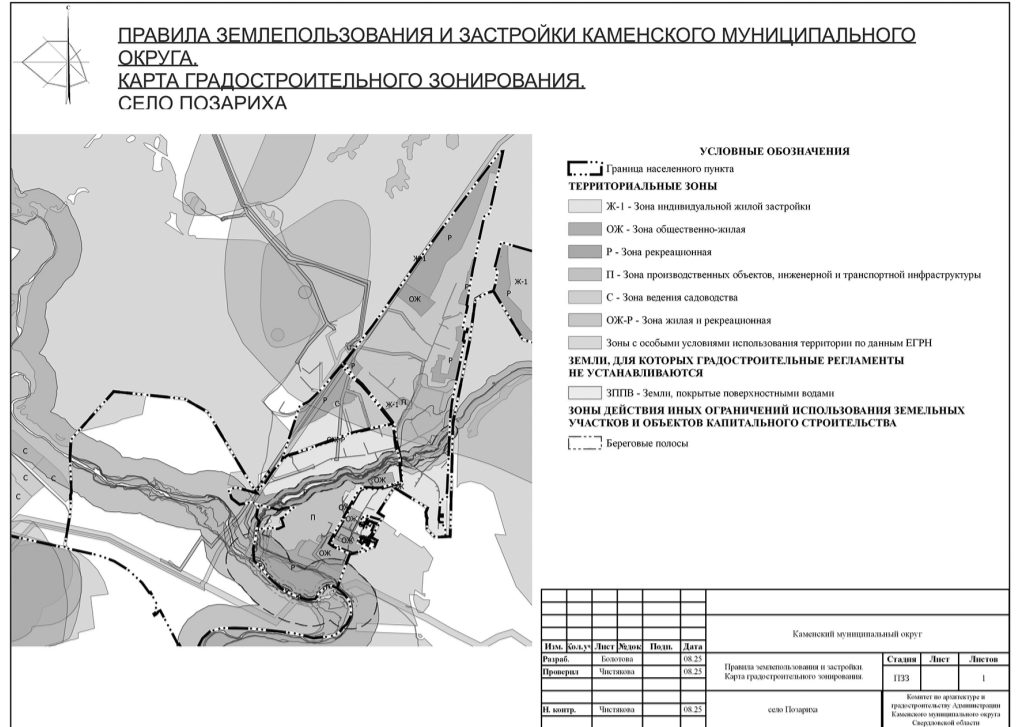 С
ПРАВИЛА ЗЕМЛЕПОЛЬЗОВАНИЯ И ЗАСТРОЙКИ КАМЕНСКОГО МУНИЦИПАЛЬНОГО
ОКРУГА.
КАРТА ГРАДОСТРОИТЕЛЬНОГО ЗОНИРОВАНИЯ.
СЕЛО ПОЗАРИХА
УСЛОВНЫЕ ОБОЗНАЧЕНИЯ
Граница населенного пункта
ТЕРРИТОРИАЛЬНЫЕ ЗОНЫ
Ж-1 - Зона индивидуальной жилой застройки
ОЖ - Зона общественно-жилая
Р - Зона рекреационная
П - Зона производственных объектов, инженерной и транспортной инфраструктуры
С - Зона ведения садоводства
ОЖ-Р - Зона жилая и рекреационная
Зоны с особыми условиями использования территории по данным ЕГРН
ЗЕМЛИ, ДЛЯ КОТОРЫХ ГРАДОСТРОИТЕЛЬНЫЕ РЕГЛАМЕНТЫ
НЕ УСТАНАВЛИВАЮТСЯ
ЗППВ - Земли, покрытые поверхностными водами
ЗОНЫ ДЕЙСТВИЯ ИНЫХ ОГРАНИЧЕНИЙ ИСПОЛЬЗОВАНИЯ ЗЕМЕЛЬНЫХ
УЧАСТКОВ И ОБЪЕКТОВ КАПИТАЛЬНОГО СТРОИТЕЛЬСТВА
Береговые полосы
Р
Ж-1
ОЖ
Р
Ж-1
Р
Р
Р
С
Ж-1
П
С
С
С
С
ОЖ
П
ОЖ
ОЖ
Р
Каменский муниципальный округ
Изм. Кол.уч Лист №док Подп. Дата
Разраб. Болотова 08.25
Проверил Чистякова 08.25
Н. контр. Чистякова 08.25
Правила землепользования и застройки.
Карта градостроительного зонирования.
Стадия Лист Листов
ПЗЗ 1
село Позариха
Комитет по архитектуре и
градостроительству Администрации
Каменского муниципального округа
Свердловской области